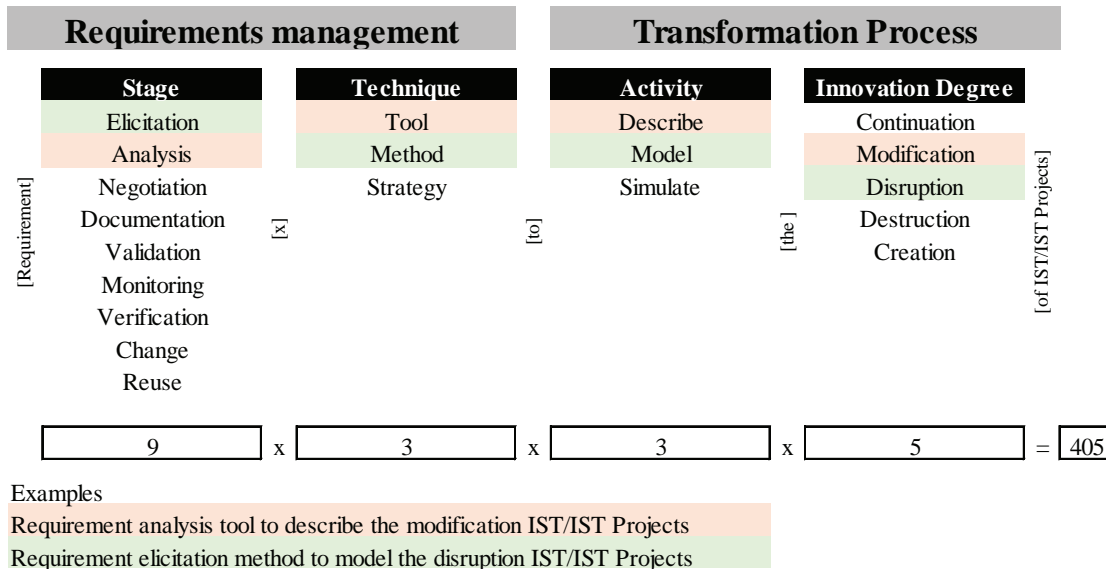 Requirements management Transformation Process
Stage Technique Activity Innovation Degree
Elicitation Tool Describe Continuation
Analysis Method Model Modification
Negotiation Strategy Simulate Disruption
Documentation Destruction
Validation Creation
Monitoring
Verification
Change
Reuse
[Requirement]
[x]
[to]
[the ]
[of IST/IST Projects]
9 x 3 x 3 x 5 = 405
Examples
Requirement analysis tool to describe the modification IST/IST Projects
Requirement elicitation method to model the disruption IST/IST Projects